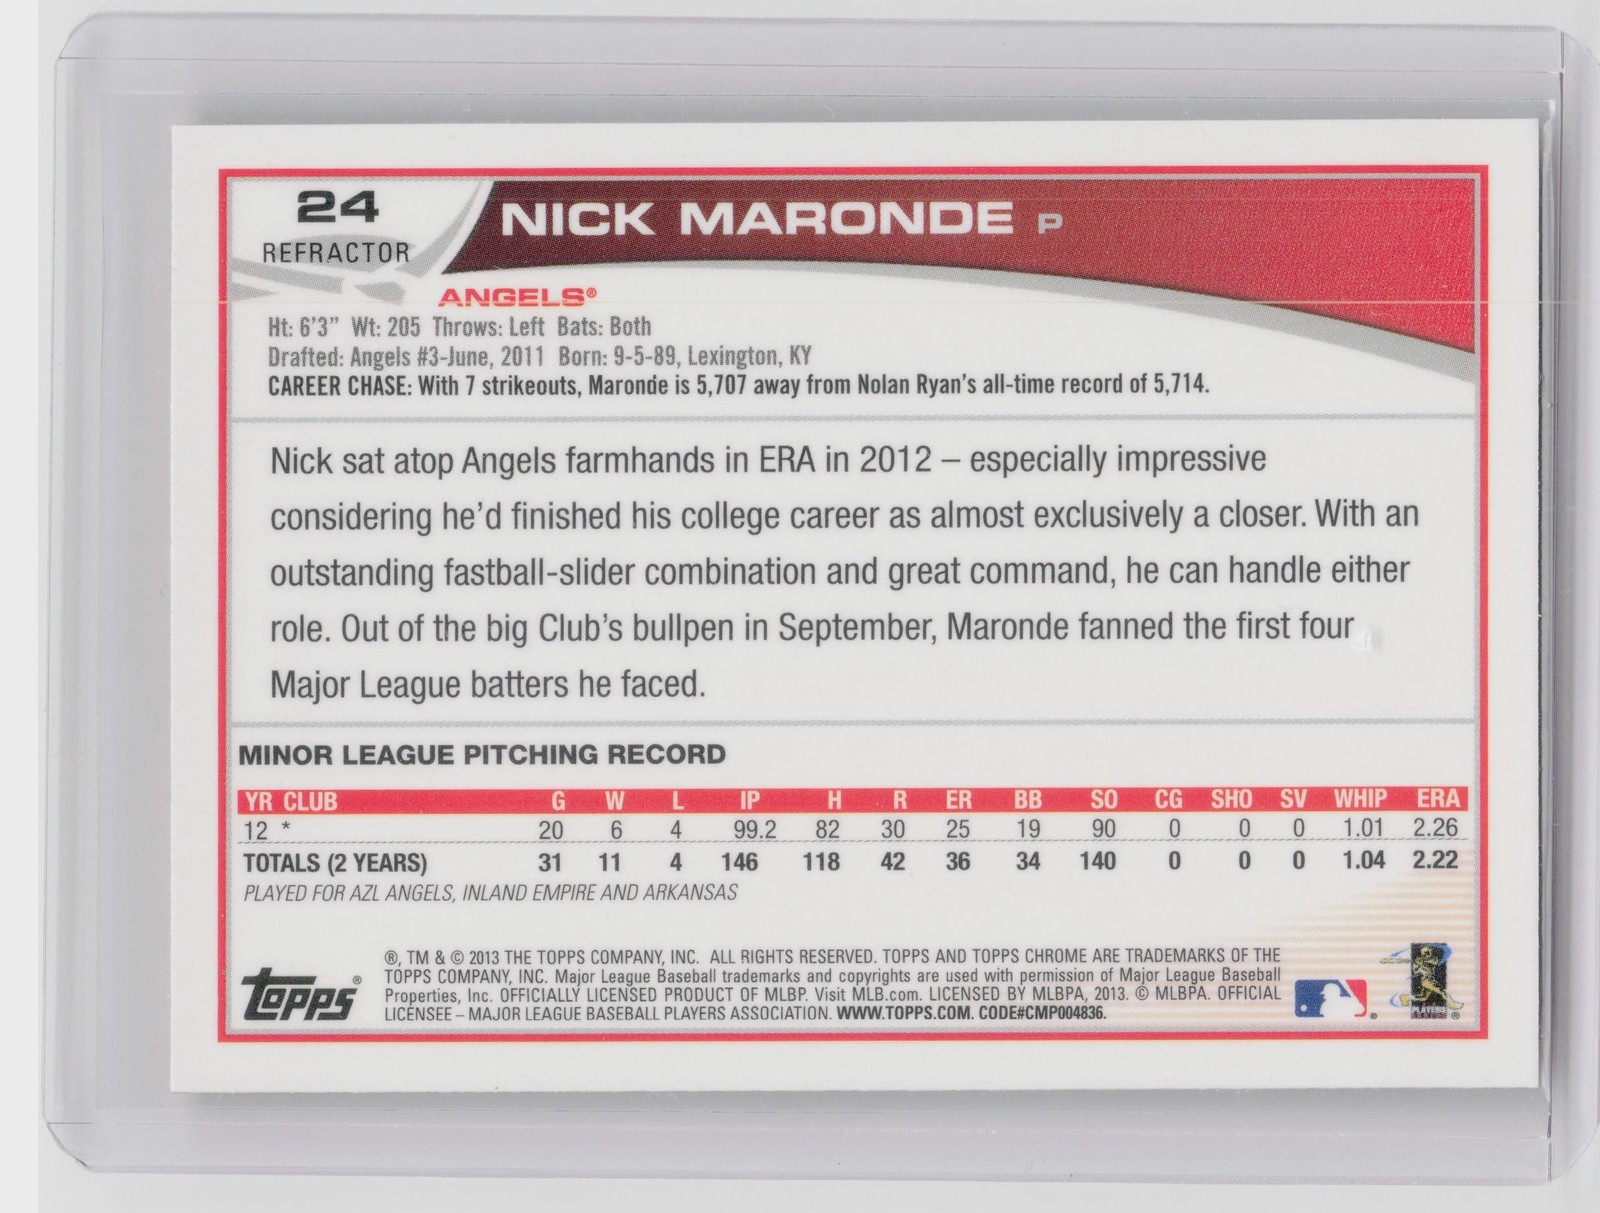 24
REFRACTOR
NICK MARONDE P
ANGELS®
Ht: 6'3" Wt: 205 Throws: Left Bats: Both
Drafted: Angels #3-June, 2011 Born: 9-5-89, Lexington, KY
CAREER CHASE: With 7 strikeouts, Maronde is 5,707 away from Nolan Ryan's all-time record of 5,714.
Nick sat atop Angels farmhands in ERA in 2012 – especially impressive
considering he'd finished his college career as almost exclusively a closer. With an
outstanding fastball-slider combination and great command, he can handle either
role. Out of the big Club's bullpen in September, Maronde fanned the first four
Major League batters he faced.
MINOR LEAGUE PITCHING RECORD
YR CLUB G W L IP H R ER BB SO CG SHO SV WHIP ERA
12 * 20 6 4 99.2 82 30 25 19 90 0 0 0 1.01 2.26
TOTALS (2 YEARS) 31 11 4 146 118 42 36 34 140 0 0 0 1.04 2.22
PLAYED FOR AZL ANGELS, INLAND EMPIRE AND ARKANSAS
®, TM & © 2013 THE TOPPS COMPANY, INC. ALL RIGHTS RESERVED. TOPPS AND TOPPS CHROME ARE TRADEMARKS OF THE
TOPPS COMPANY, INC. Major League Baseball trademarks and copyrights are used with permission of Major League Baseball
Properties, Inc. OFFICIALLY LICENSED PRODUCT OF MLBP. Visit MLB.com. LICENSED BY MLBPA, 2013. © MLBPA. OFFICIAL
LICENSEE – MAJOR LEAGUE BASEBALL PLAYERS ASSOCIATION. WWW.TOPPS.COM. CODE#CMP004836.
Topps®
®
PLAYERS
®